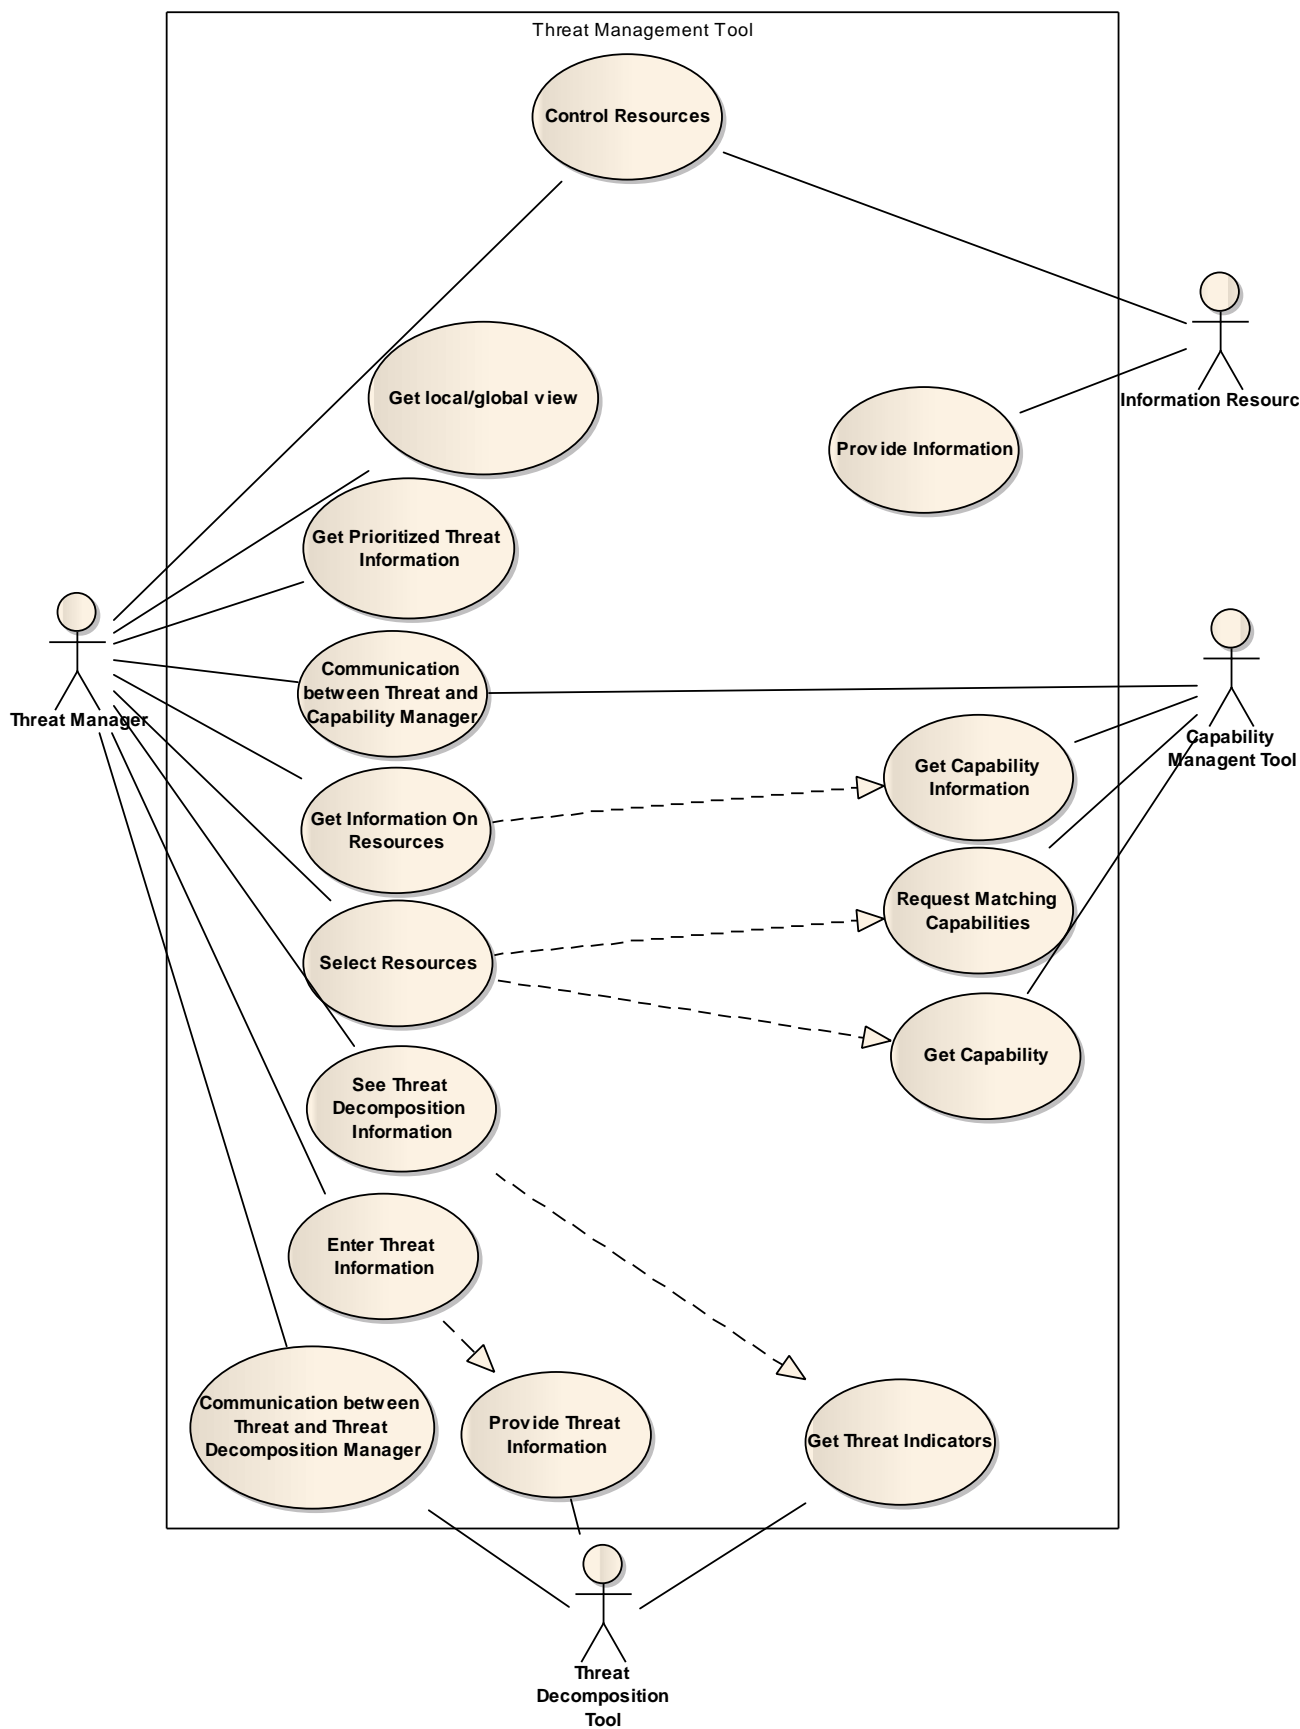 Threat Management Tool
Control Resources
Get local/global view
Information Resourc
Provide Information
Get Prioritized Threat
Information
Threat Manager
Communication
between Threat and
Capability Manager
Capability
Managent Tool
Get Capability
Information
Get Information On
Resources
Request Matching
Capabilities
Select Resources
Get Capability
See Threat
Decomposition
Information
Enter Threat
Information
Communication between
Threat and Threat
Decomposition Manager
Provide Threat
Information
Get Threat Indicators
Threat
Decomposition
Tool